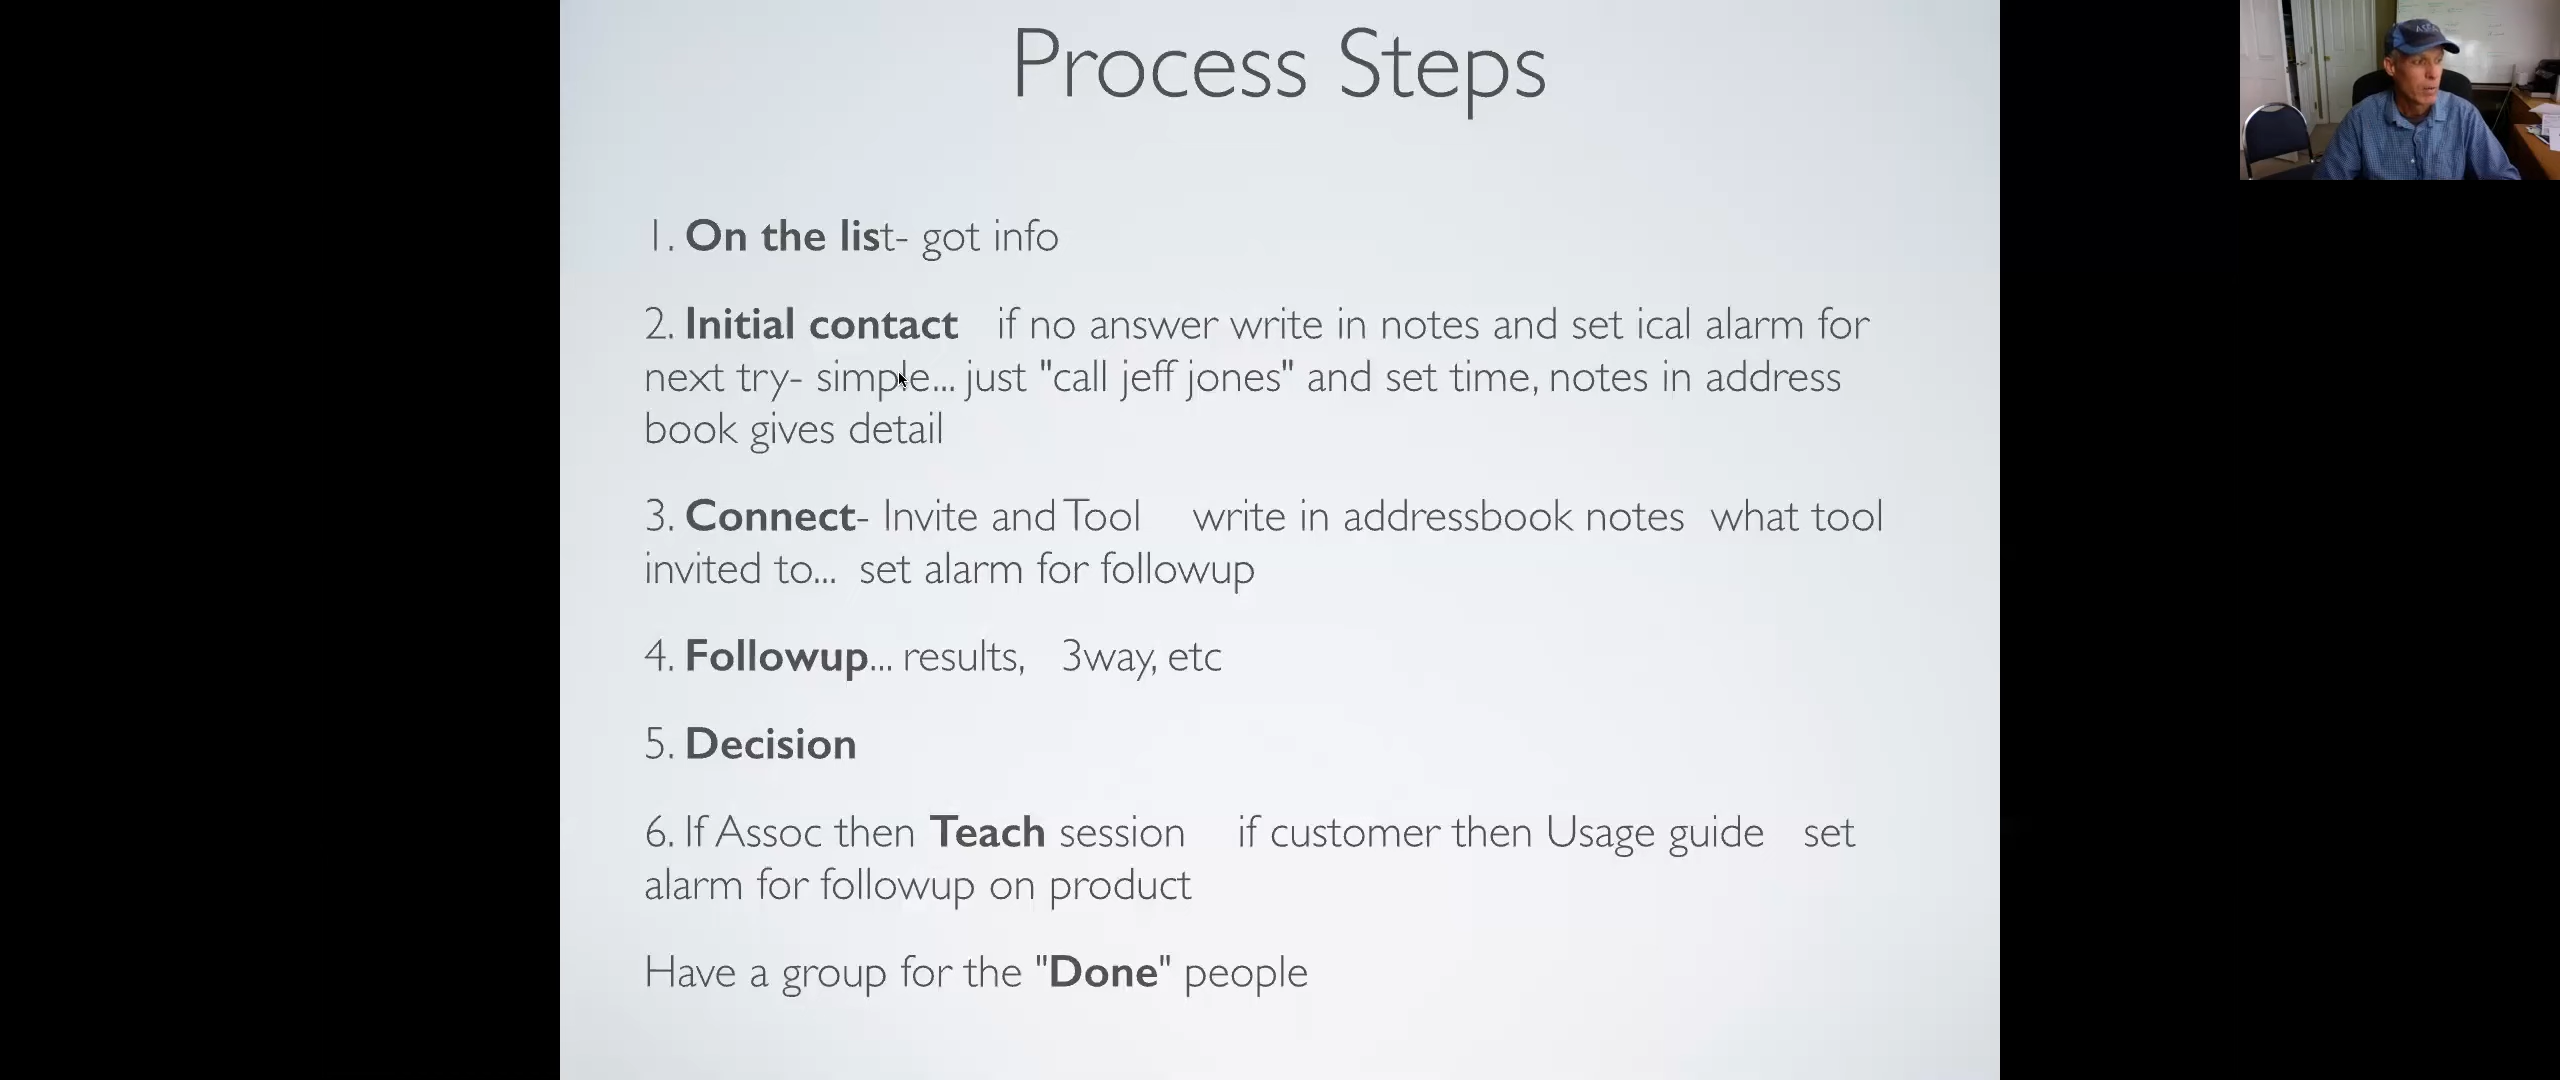 Process Steps
1. On the list- got info
2. Initial contact   if no answer write in notes and set ical alarm for
next try- simple... just "call jeff jones" and set time, notes in address
book gives detail
3. Connect- Invite and Tool    write in addressbook notes  what tool
invited to...  set alarm for followup
4. Followup... results,   3way, etc
5. Decision
6. If Assoc then Teach session    if customer then Usage guide   set
alarm for followup on product
Have a group for the "Done" people